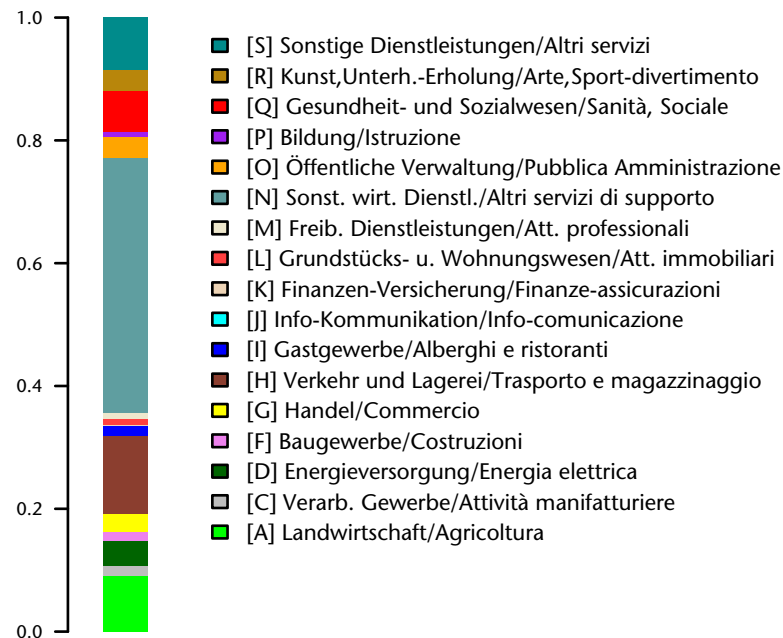 1.0
0.8
0.6
0.4
0.2
0.0
[S] Sonstige Dienstleistungen/Altri servizi
[R] Kunst,Unterh.-Erholung/Arte,Sport-divertimento
[Q] Gesundheit- und Sozialwesen/Sanità, Sociale
[P] Bildung/Istruzione
[O] Öffentliche Verwaltung/Pubblica Amministrazione
[N] Sonst. wirt. Dienstl./Altri servizi di supporto
[M] Freib. Dienstleistungen/Att. professionali
[L] Grundstücks- u. Wohnungswesen/Att. immobiliari
[K] Finanzen-Versicherung/Finanze-assicurazioni
[J] Info-Kommunikation/Info-comunicazione
[I] Gastgewerbe/Alberghi e ristoranti
[H] Verkehr und Lagerei/Trasporto e magazzinaggio
[G] Handel/Commercio
[F] Baugewerbe/Costruzioni
[D] Energieversorgung/Energia elettrica
[C] Verarb. Gewerbe/Attività manifatturiere
[A] Landwirtschaft/Agricoltura